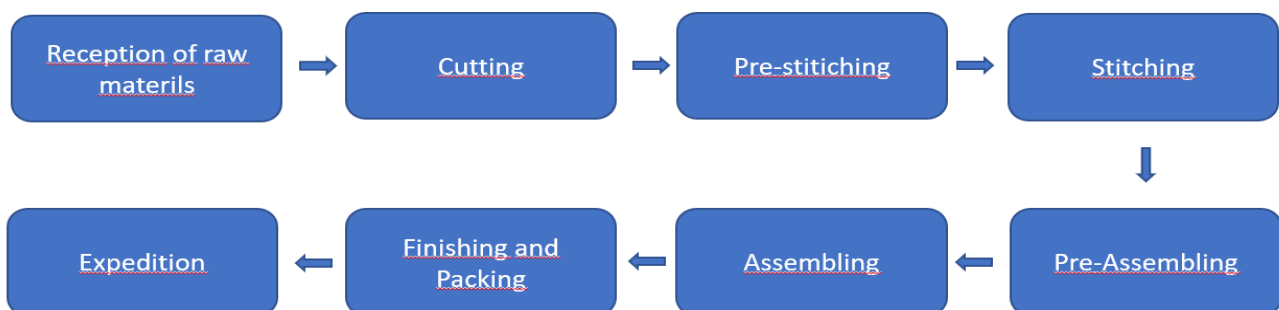 Reception of raw
materils
Cutting
Pre-stitiching
Stitching
Expedition
Finishing and
Packing
Assembling
Pre-Assembling